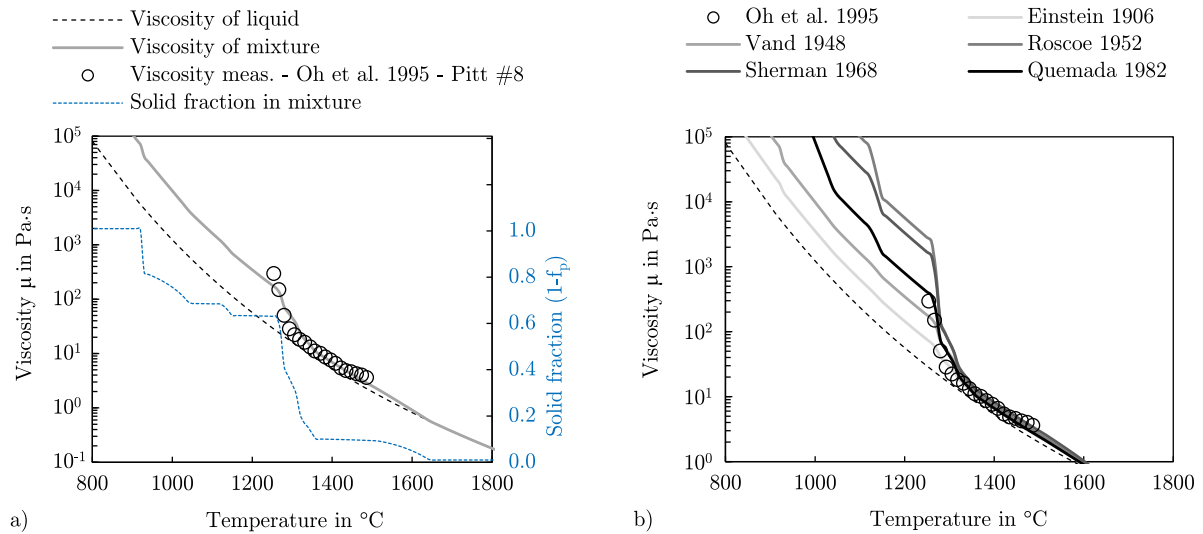 Viscosity of liquid
Viscosity of mixture
Viscosity meas. - Oh et al. 1995 - Pitt #8
Solid fraction in mixture
10^5
10^4
10^3
10^2
10^1
10^0
10^-1
Viscosity μ in Pa·s
1.0
0.8
0.6
0.4
0.2
0.0
Solid fraction (1-f_p)
800 1000 1200 1400 1600 1800
Temperature in °C
a)
Oh et al. 1995 Einstein 1906
Vand 1948 Roscoe 1952
Sherman 1968 Quemada 1982
10^5
10^4
10^3
10^2
10^1
10^0
Viscosity μ in Pa·s
800 1000 1200 1400 1600 1800
Temperature in °C
b)